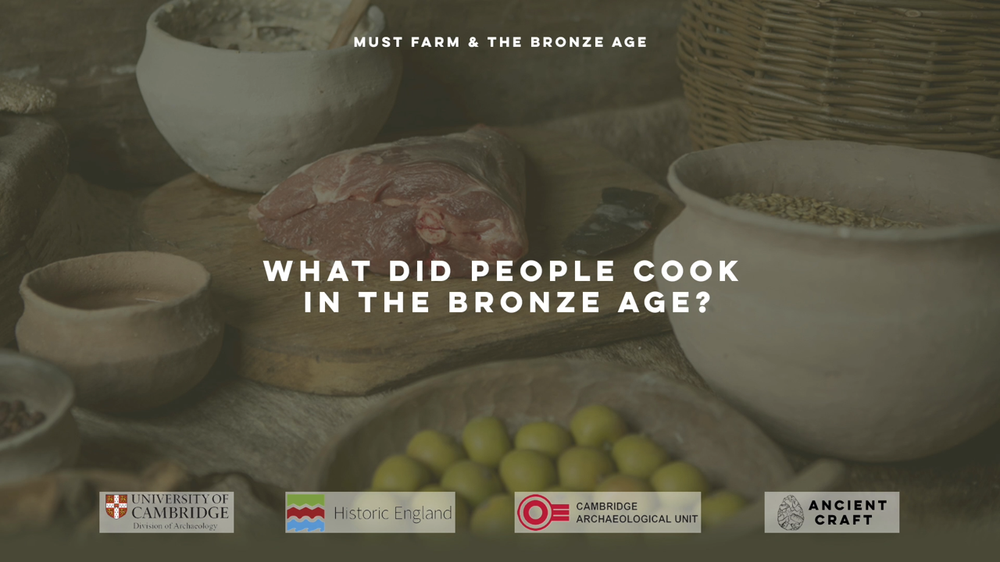 MUST FARM & THE BRONZE AGE
WHAT DID PEOPLE COOK
IN THE BRONZE AGE?
UNIVERSITY OF
CAMBRIDGE
Division of Archaeology
Historic England
CAMBRIDGE
ARCHAEOLOGICAL UNIT
ANCIENT
CRAFT